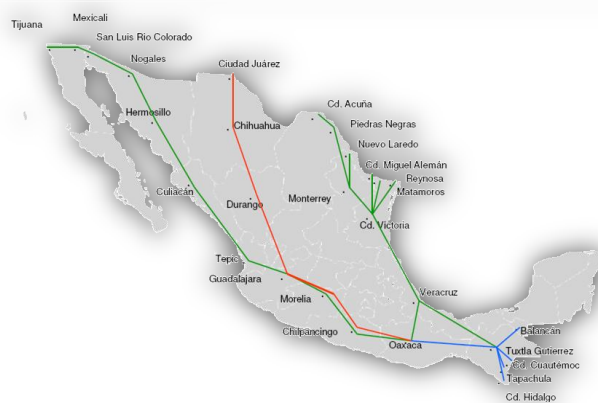 Mexicali
Tijuana
San Luis Rio Colorado
Nogales
Ciudad Juárez
Hermosillo
Chihuahua
Cd. Acuña
Piedras Negras
Nuevo Laredo
Cd. Miguel Alemán
Reynosa
Matamoros
Culiacán
Durango
Monterrey
Cd. Victoria
Tepic
Guadalajara
Morelia
Veracruz
Chilpancingo
Oaxaca
Balancán
Tuxtla Gutierrez
Cd. Cuautémoc
Tapachula
Cd. Hidalgo